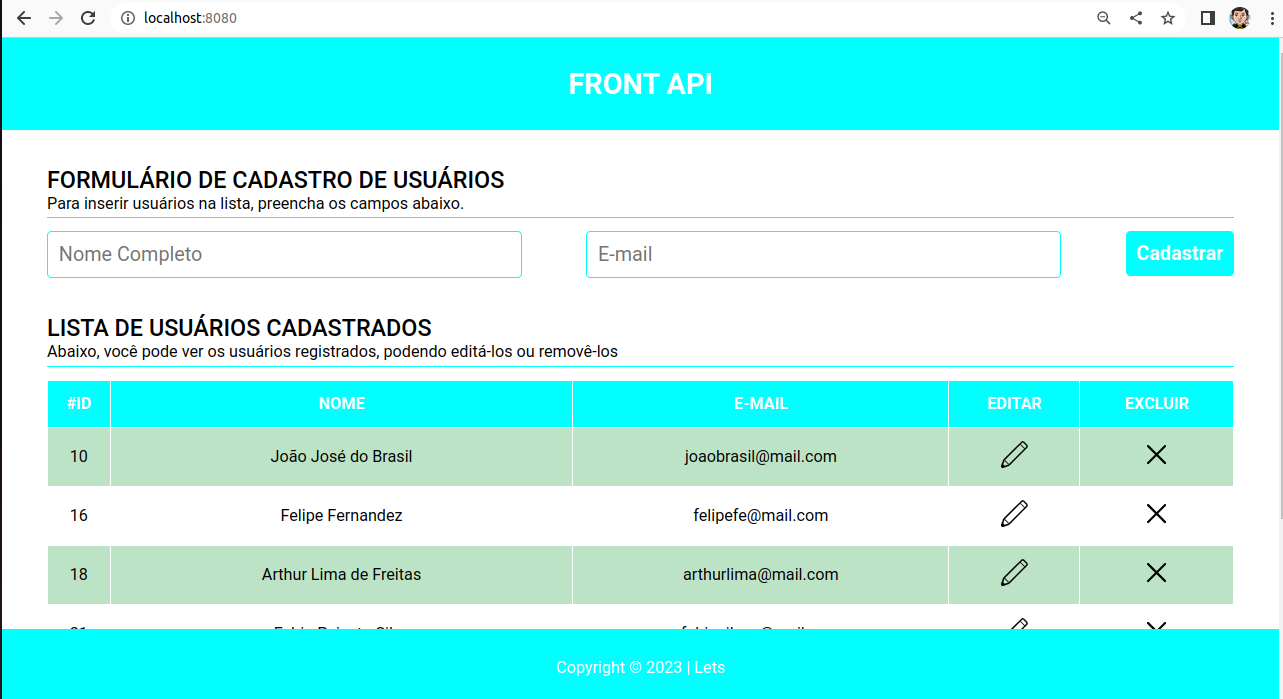 localhost:8080
FRONT API
FORMULÁRIO DE CADASTRO DE USUÁRIOS
Para inserir usuários na lista, preencha os campos abaixo.
Nome Completo E-mail Cadastrar
LISTA DE USUÁRIOS CADASTRADOS
Abaixo, você pode ver os usuários registrados, podendo editá-los ou removê-los
#ID NOME E-MAIL EDITAR EXCLUIR
10 João José do Brasil joaobrasil@mail.com
16 Felipe Fernandez felipefe@mail.com
18 Arthur Lima de Freitas arthurlima@mail.com
Copyright © 2023 | Lets